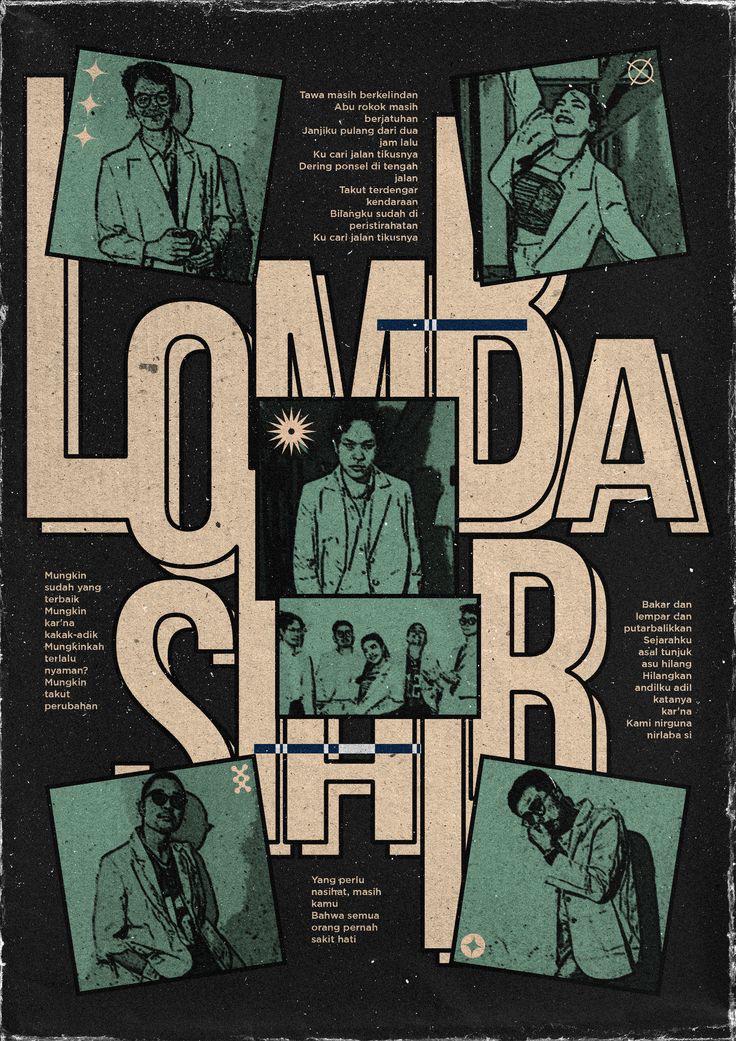 Tawa masih berkelindan
Abu rokok masih
berjatuhan
Janjiku pulang dari dua
jam lalu
Ku cari jalan tikusnya
Dering ponsel di tengah
jalan
Takut terdengar
kendaraan
Bilangku sudah di
peristirahatan
Ku cari jalan tikusnya
LOMBA
SIHIR
Mungkin
sudah yang
terbaik
Mungkin
kar'na
kakak-adik
Mungkinkah
terlalu
nyaman?
Mungkin
takut
perubahan
Bakar dan
lempar dan
putarbalikkan
Sejarahku
asal tunjuk
asu hilang
Hilangkan
andilku adil
katanya
kar'na
Kami nirguna
nirlaba si
Yang perlu
nasihat, masih
kamu
Bahwa semua
orang pernah
sakit hati